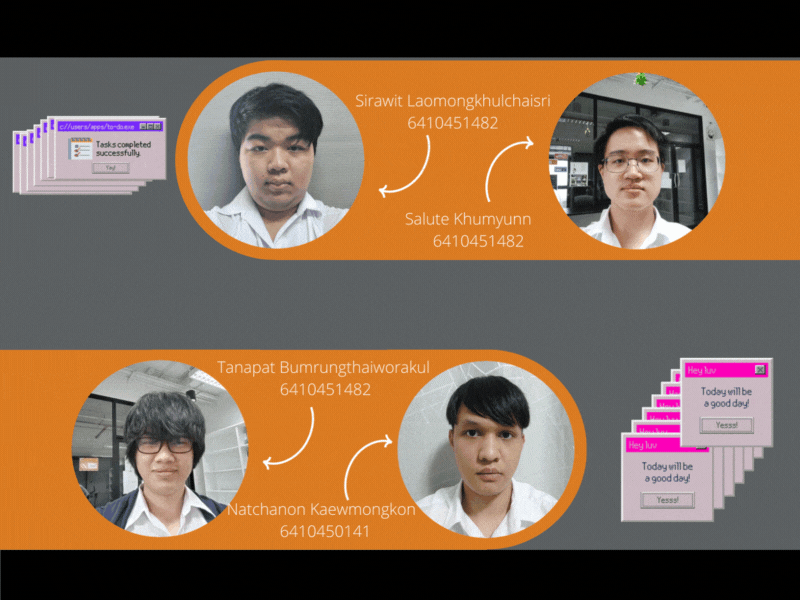 Sirawit Laomongkhulchaisri
6410451482
c://users/apps/to-do.exe
Tasks completed
successfully.
Yay!
Salute Khumyunn
6410451482
Tanapat Bumrungthaiworakul
6410451482
Hey luv
Today will be
a good day!
Yesss!
Hey luv
Today will be
a good day!
Yesss!
Natchanon Kaewmongkon
6410450141